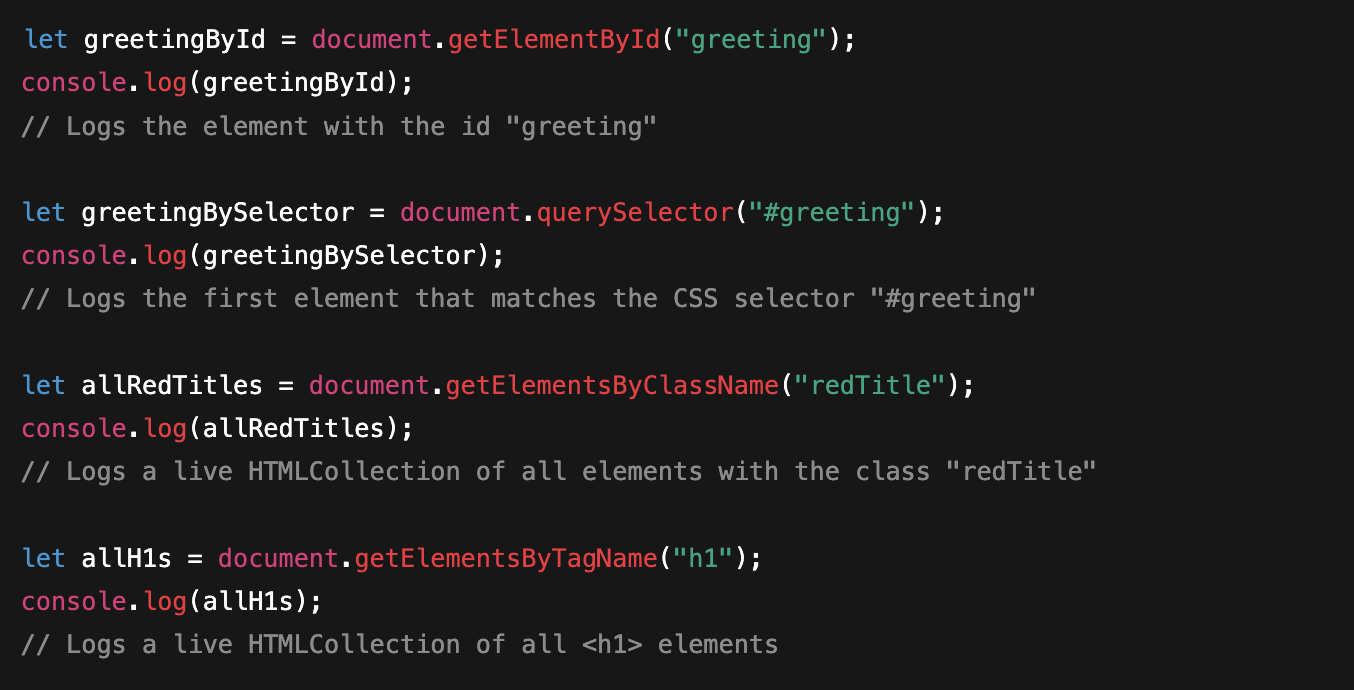 let greetingById = document.getElementById("greeting");
console.log(greetingById);
// Logs the element with the id "greeting"
let greetingBySelector = document.querySelector("#greeting");
console.log(greetingBySelector);
// Logs the first element that matches the CSS selector "#greeting"
let allRedTitles = document.getElementsByClassName("redTitle");
console.log(allRedTitles);
// Logs a live HTMLCollection of all elements with the class "redTitle"
let allH1s = document.getElementsByTagName("h1");
console.log(allH1s);
// Logs a live HTMLCollection of all <h1> elements